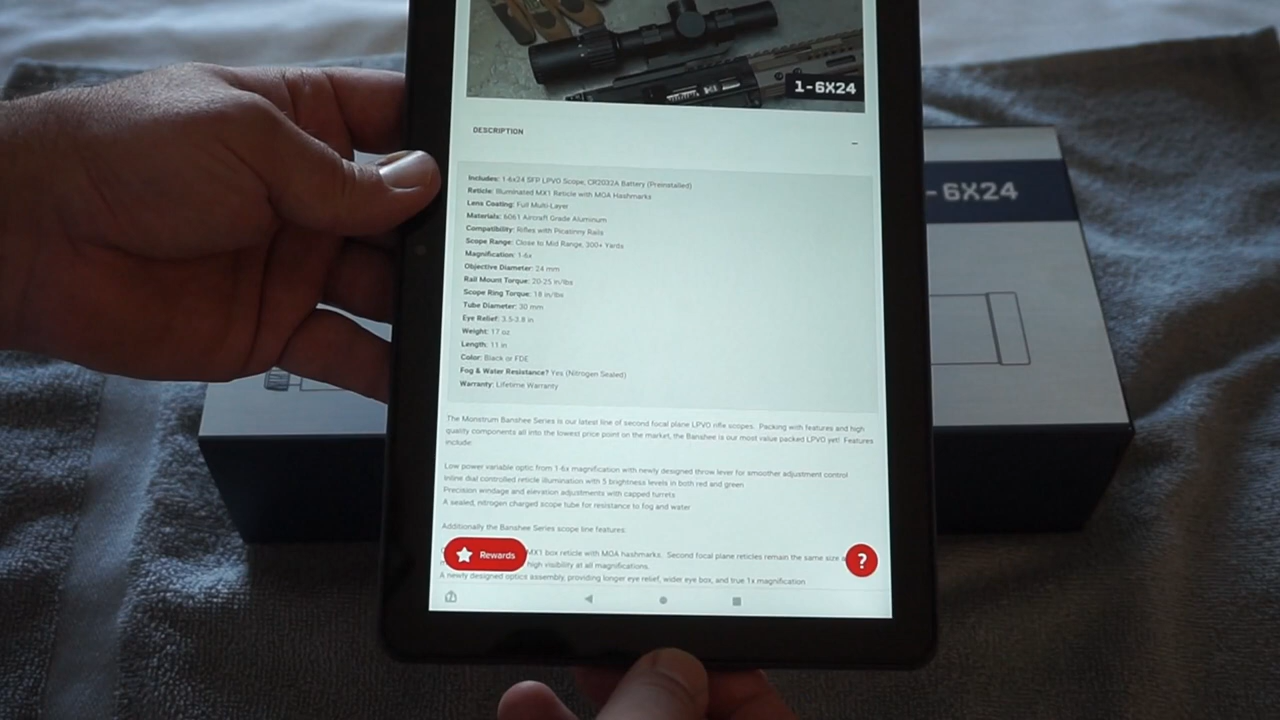 1-6X24
DESCRIPTION
Includes: 1-6x24 SFP LPVO Scope, CR2032A Battery (Preinstalled)
Reticle: Illuminated MX1 Reticle with MOA Hashmarks
Lens Coating: Full Multi-Layer
Materials: 6061 Aircraft Grade Aluminum
Compatibility: Rifles with Picatinny Rails
Scope Range: Close to Mid Range, 300+ Yards
Magnification: 1-6x
Objective Diameter: 24 mm
Rail Mount Torque: 20-25 in/lbs
Scope Ring Torque: 18 in/lbs
Tube Diameter: 30 mm
Eye Relief: 3.5-3.8 in
Weight: 17 oz
Length: 11 in
Color: Black or FDE
Fog & Water Resistance? Yes (Nitrogen Sealed)
Warranty: Lifetime Warranty
The Monstrum Banshee Series is our latest line of second focal plane LPVO rifle scopes. Packing with features and high
quality components all into the lowest price point on the market, the Banshee is our most value packed LPVO yet! Features
include:
Low power variable optic from 1-6x magnification with newly designed throw lever for smoother adjustment control
Inline dial controlled reticle illumination with 5 brightness levels in both red and green
Precision windage and elevation adjustments with capped turrets
A sealed, nitrogen charged scope tube for resistance to fog and water
Additionally the Banshee Series scope line features:
MX1 box reticle with MOA hashmarks. Second focal plane reticles remain the same size
high visibility at all magnifications.
A newly designed optics assembly, providing longer eye relief, wider eye box, and true 1x magnification
Rewards
?
-6X24